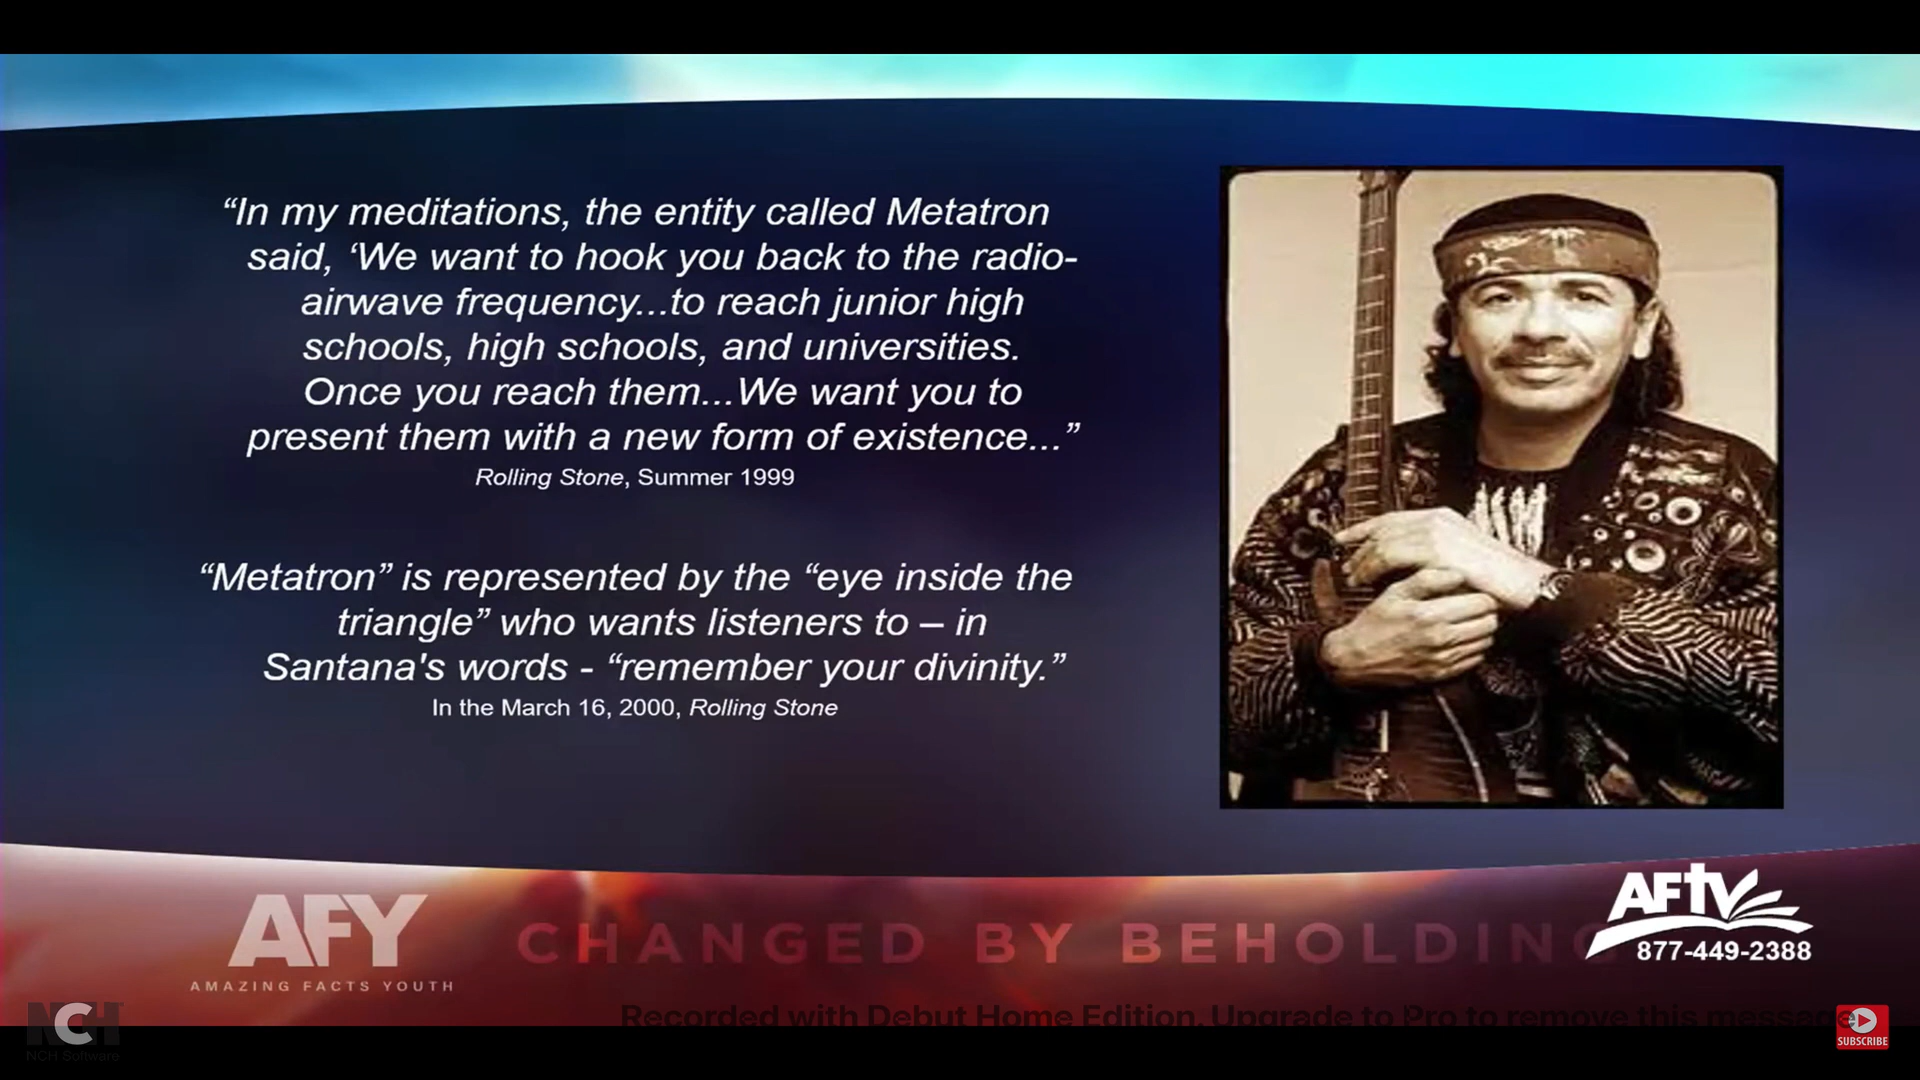 “In my meditations, the entity called Metatron
said, ‘We want to hook you back to the radio-
airwave frequency...to reach junior high
schools, high schools, and universities.
Once you reach them...We want you to
present them with a new form of existence...”
Rolling Stone, Summer 1999
“Metatron” is represented by the “eye inside the
triangle” who wants listeners to – in
Santana's words - “remember your divinity.”
In the March 16, 2000, Rolling Stone
AFY
AMAZING FACTS YOUTH
CHANGED BY BEHOLDING
AFTV
877-449-2388
Recorded with Debut Home Edition. Upgrade to Pro to remove this message
NCH
NCH Software
SUBSCRIBE